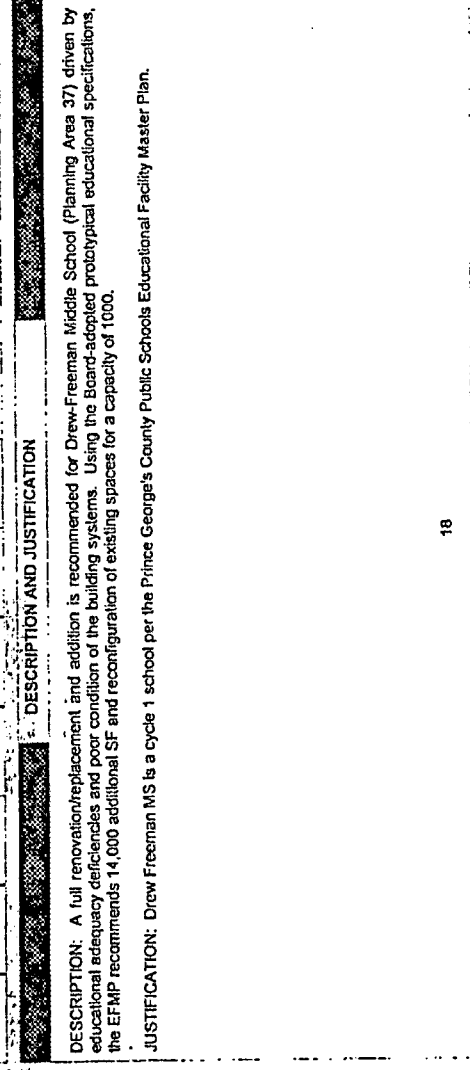 DESCRIPTION AND JUSTIFICATION
DESCRIPTION: A full renovation/replacement and addition is recommended for Drew-Freeman Middle School (Planning Area 37) driven by
educational adequacy deficiencies and poor condition of the building systems. Using the Board-adopted prototypical educational specifications,
the EFMP recommends 14,000 additional SF and reconfiguration of existing spaces for a capacity of 1000.
JUSTIFICATION: Drew Freeman MS is a cycle 1 school per the Prince George's County Public Schools Educational Facility Master Plan.
18